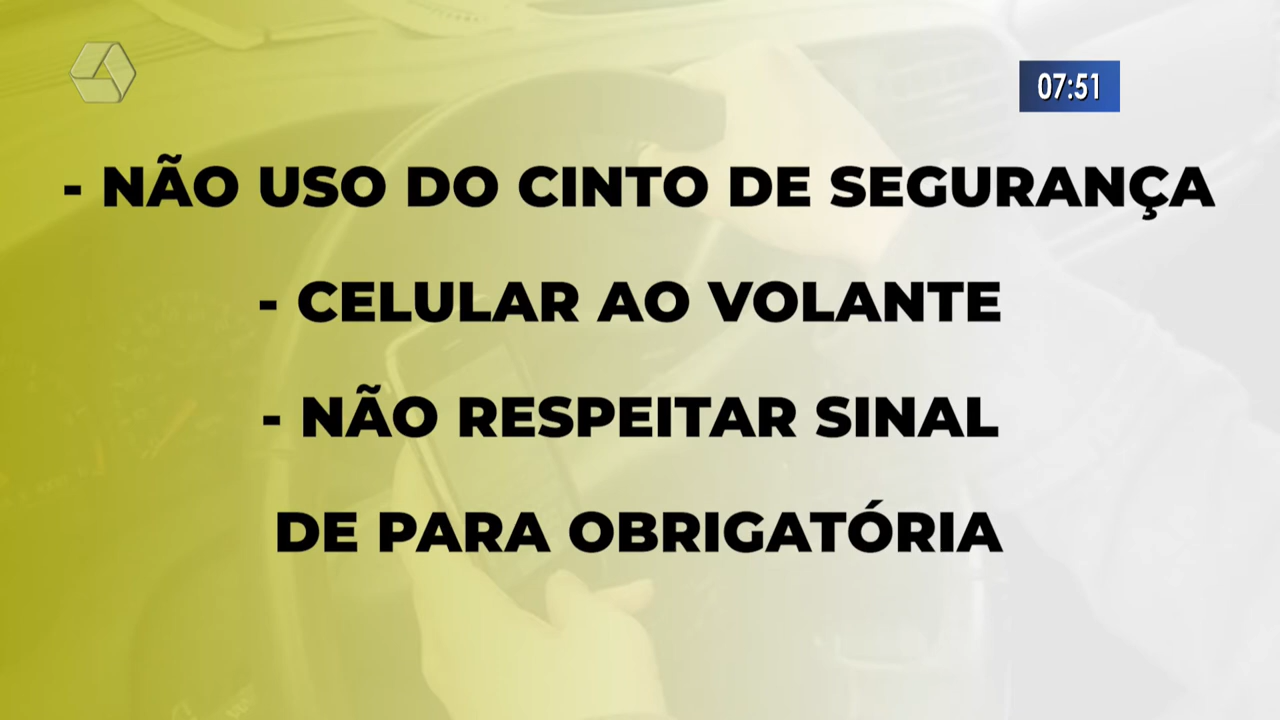 07:51
- NÃO USO DO CINTO DE SEGURANÇA
- CELULAR AO VOLANTE
- NÃO RESPEITAR SINAL
DE PARA OBRIGATÓRIA